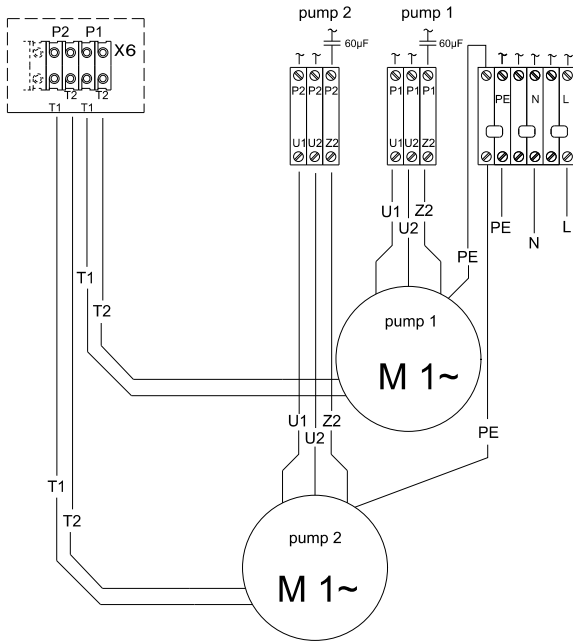 pump 2
pump 1
60µF
60µF
P2 P1
X6
T2 T2
T1 T1
~ ~
P2 P2 P2
U1 U2 Z2
~ ~
P1 P1 P1
U1 U2 Z2
~ ~ ~ ~ ~
PE N L
U1 Z2
U2
PE N L
PE
T1
T2
pump 1
M 1~
U1 Z2
U2
PE
T1
T2
pump 2
M 1~